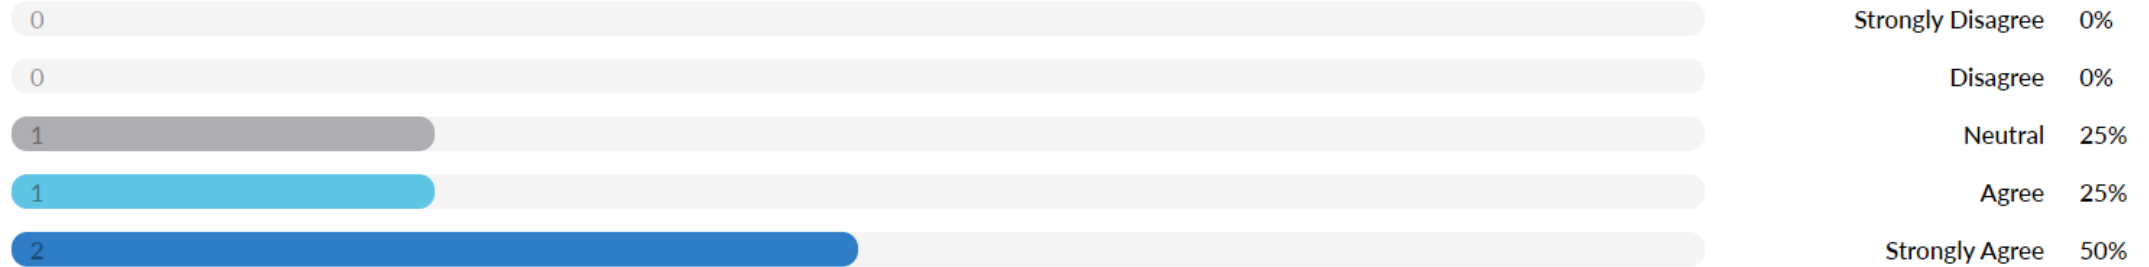 0 Strongly Disagree 0%
0 Disagree 0%
1 Neutral 25%
1 Agree 25%
2 Strongly Agree 50%